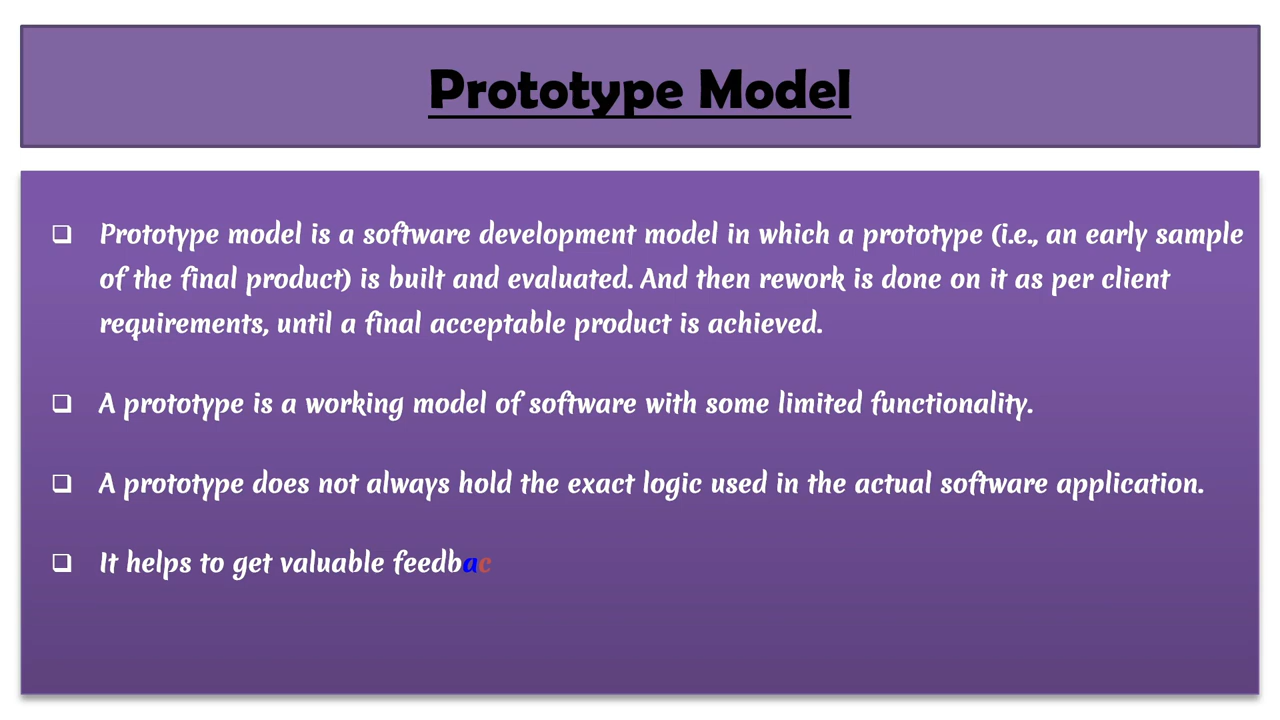 Prototype Model
❑ Prototype model is a software development model in which a prototype (i.e., an early sample
of the final product) is built and evaluated. And then rework is done on it as per client
requirements, until a final acceptable product is achieved.
❑ A prototype is a working model of software with some limited functionality.
❑ A prototype does not always hold the exact logic used in the actual software application.
❑ It helps to get valuable feedbac